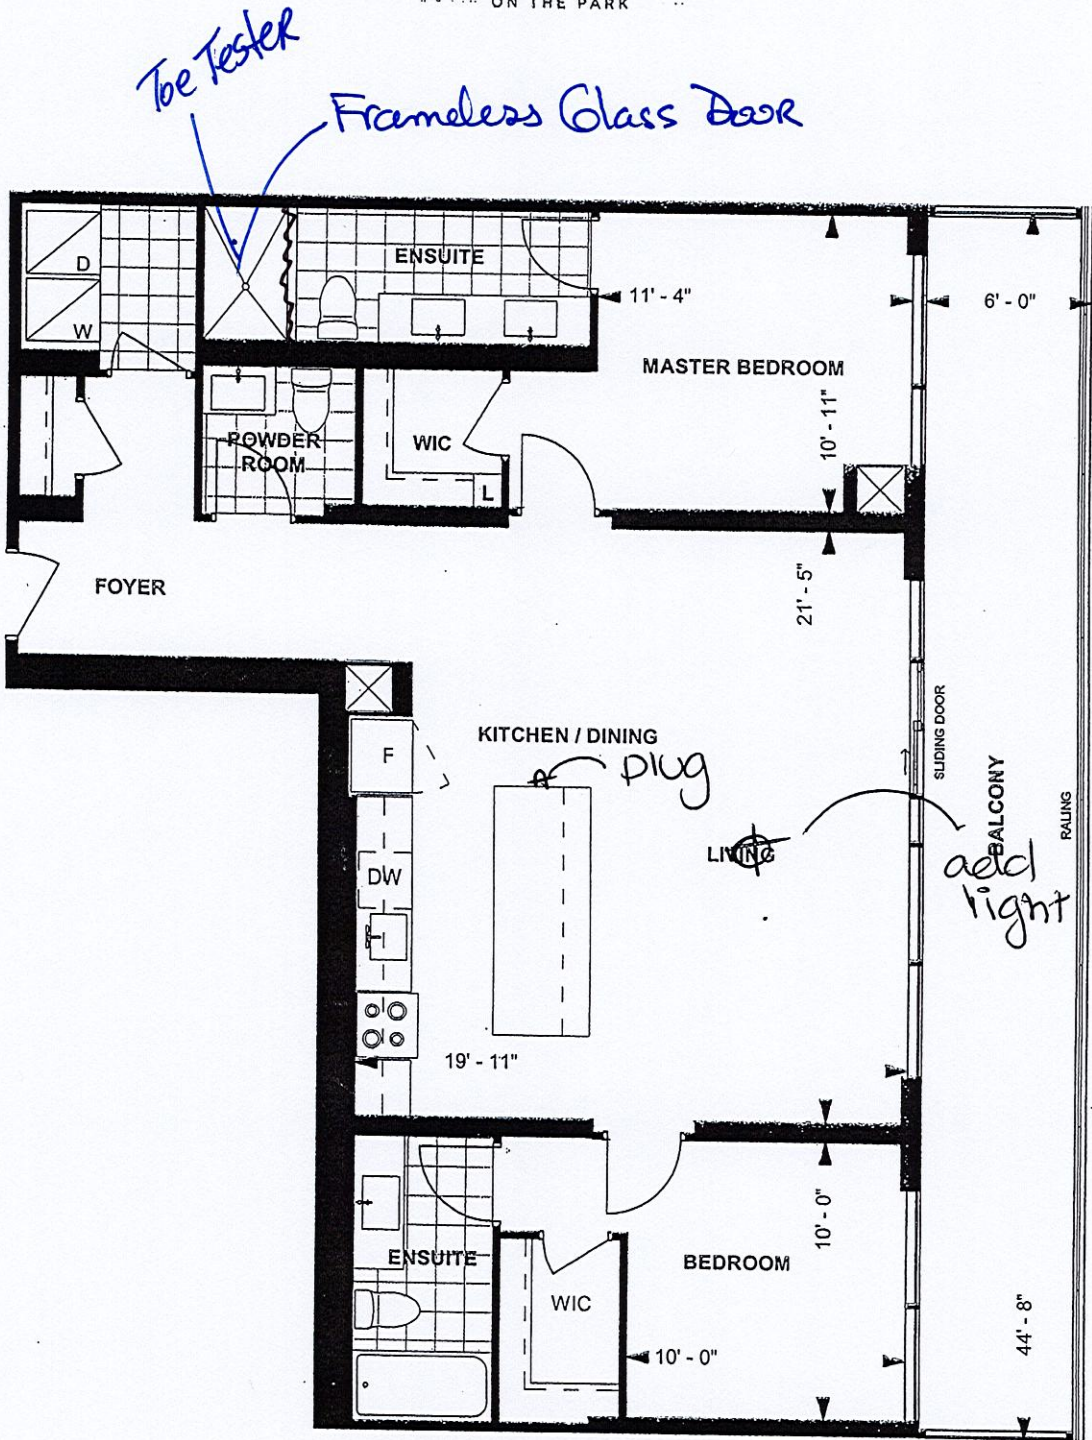 ON THE PARK
Toe Tester
Frameless Glass Door
D
W
ENSUITE
11' - 4"
6' - 0"
MASTER BEDROOM
10' - 11"
POWDER
ROOM
WIC
L
FOYER
21' - 5"
KITCHEN / DINING
F
plug
SLIDING DOOR
BALCONY
RALING
LIVING
add
light
DW
19' - 11"
10' - 0"
ENSUITE
BEDROOM
WIC
10' - 0"
44' - 8"